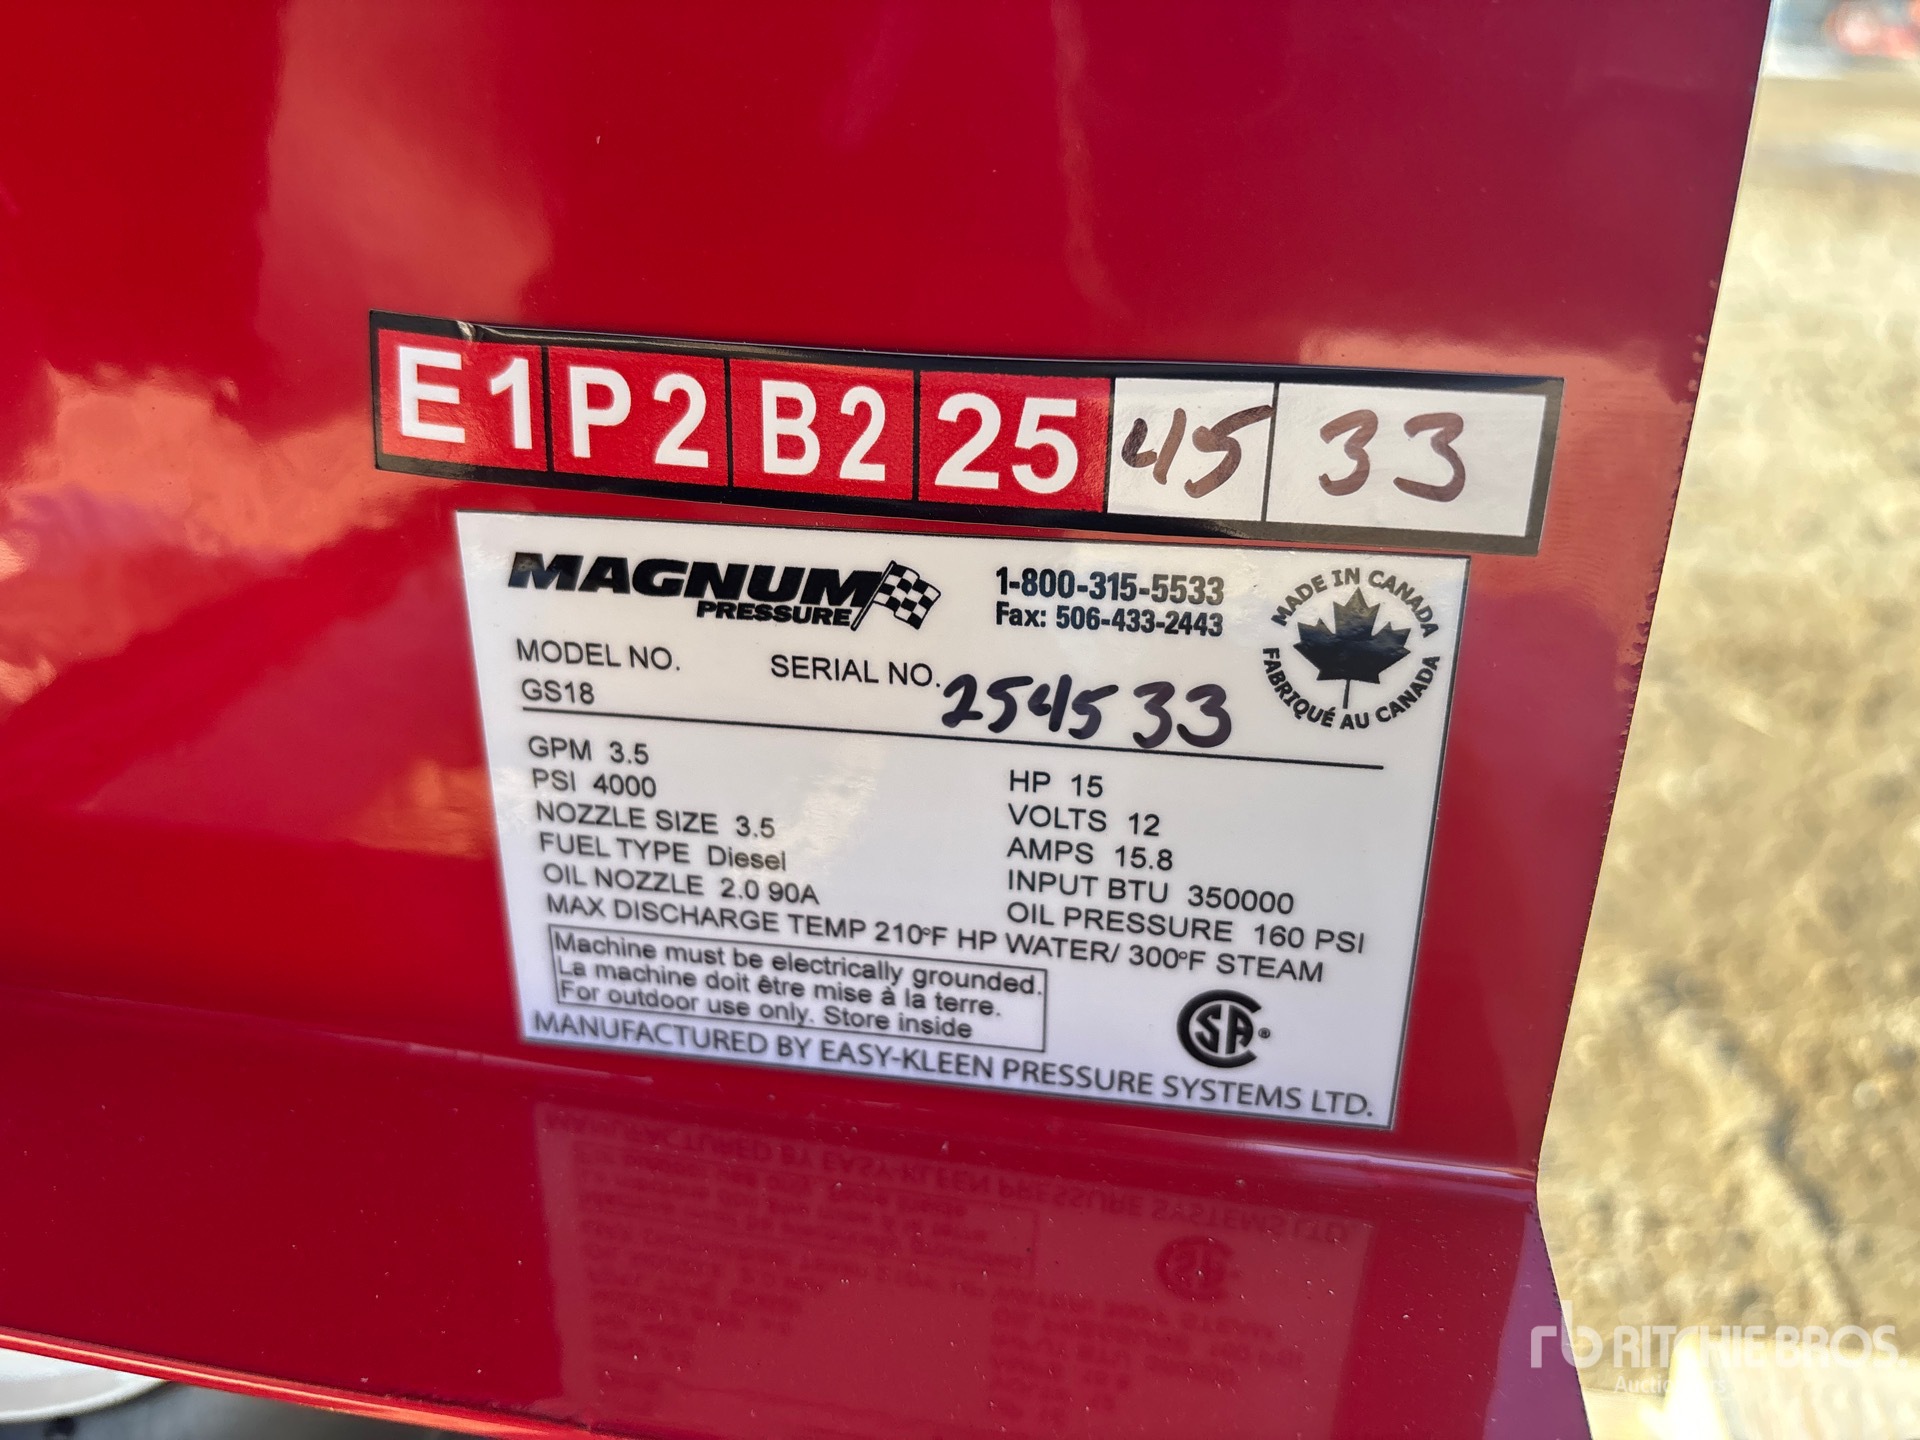 E1 P2 B2 25 45 33
MAGNUM
PRESSURE
1-800-315-5533
Fax: 506-433-2443
MADE IN CANADA
FABRIQUÉ AU CANADA
MODEL NO.
GS18
SERIAL NO. 254533
GPM 3.5
PSI 4000
NOZZLE SIZE 3.5
FUEL TYPE Diesel
OIL NOZZLE 2.0 90A
HP 15
VOLTS 12
AMPS 15.8
INPUT BTU 350000
OIL PRESSURE 160 PSI
MAX DISCHARGE TEMP 210°F HP WATER/ 300°F STEAM
Machine must be electrically grounded.
La machine doit être mise à la terre.
For outdoor use only. Store inside
CSA®
MANUFACTURED BY EASY-KLEEN PRESSURE SYSTEMS LTD.
rb RITCHIE BROS.